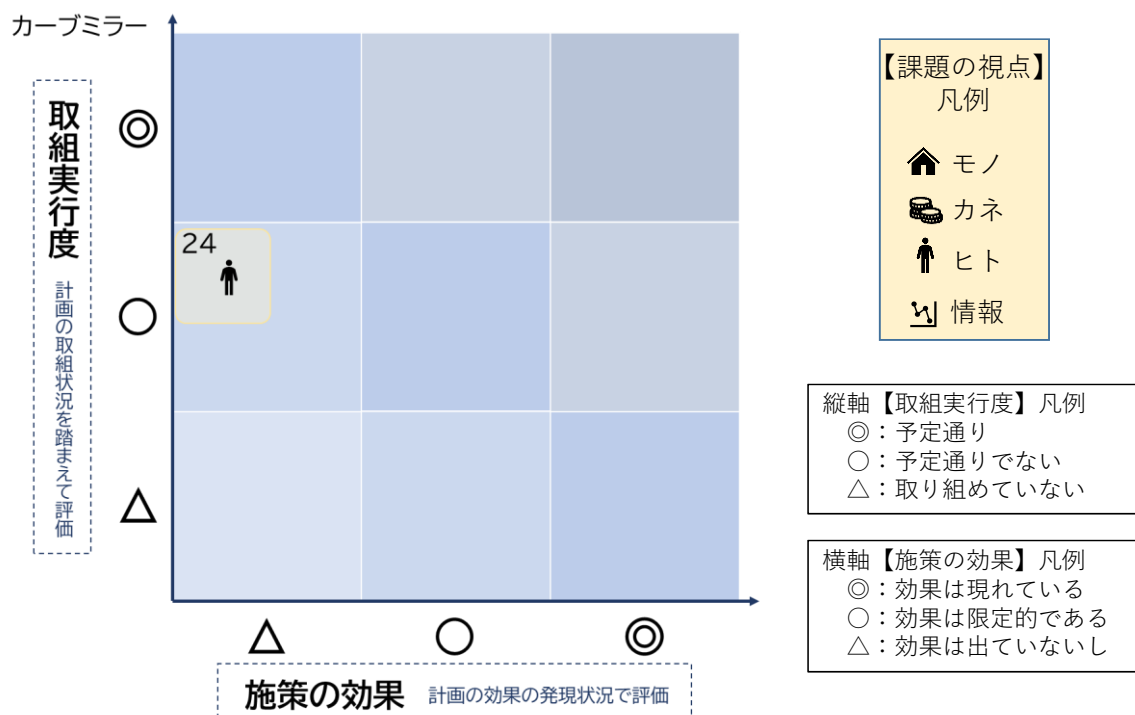 カーブミラー
取組実行度
計画の取組状況を踏まえて評価
◎
○
△
24
△
○
◎
施策の効果 計画の効果の発現状況で評価
【課題の視点】
凡例
モノ
カネ
ヒト
情報
縦軸【取組実行度】凡例
◎：予定通り
○：予定通りでない
△：取り組めていない
横軸【施策の効果】凡例
◎：効果は現れている
○：効果は限定的である
△：効果は出ていないし